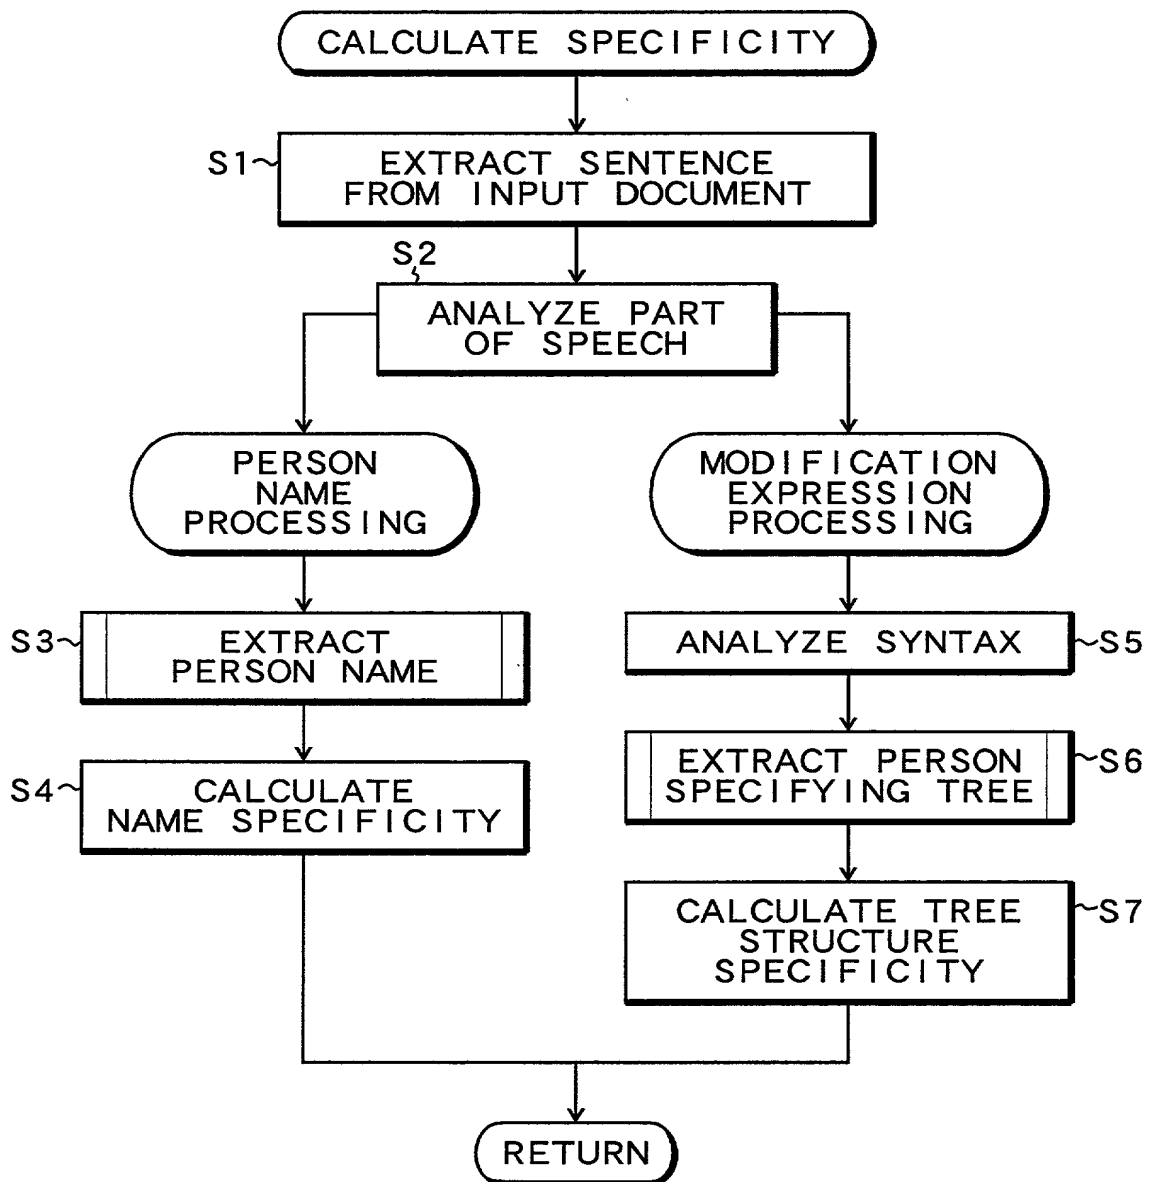 CALCULATE SPECIFICITY
S1
EXTRACT SENTENCE
FROM INPUT DOCUMENT
S2
ANALYZE PART
OF SPEECH
PERSON
NAME
PROCESSING
MODIFICATION
EXPRESSION
PROCESSING
S3
EXTRACT
PERSON NAME
ANALYZE SYNTAX
S5
S4
CALCULATE
NAME SPECIFICITY
EXTRACT PERSON
SPECIFYING TREE
S6
CALCULATE TREE
STRUCTURE
SPECIFICITY
S7
RETURN